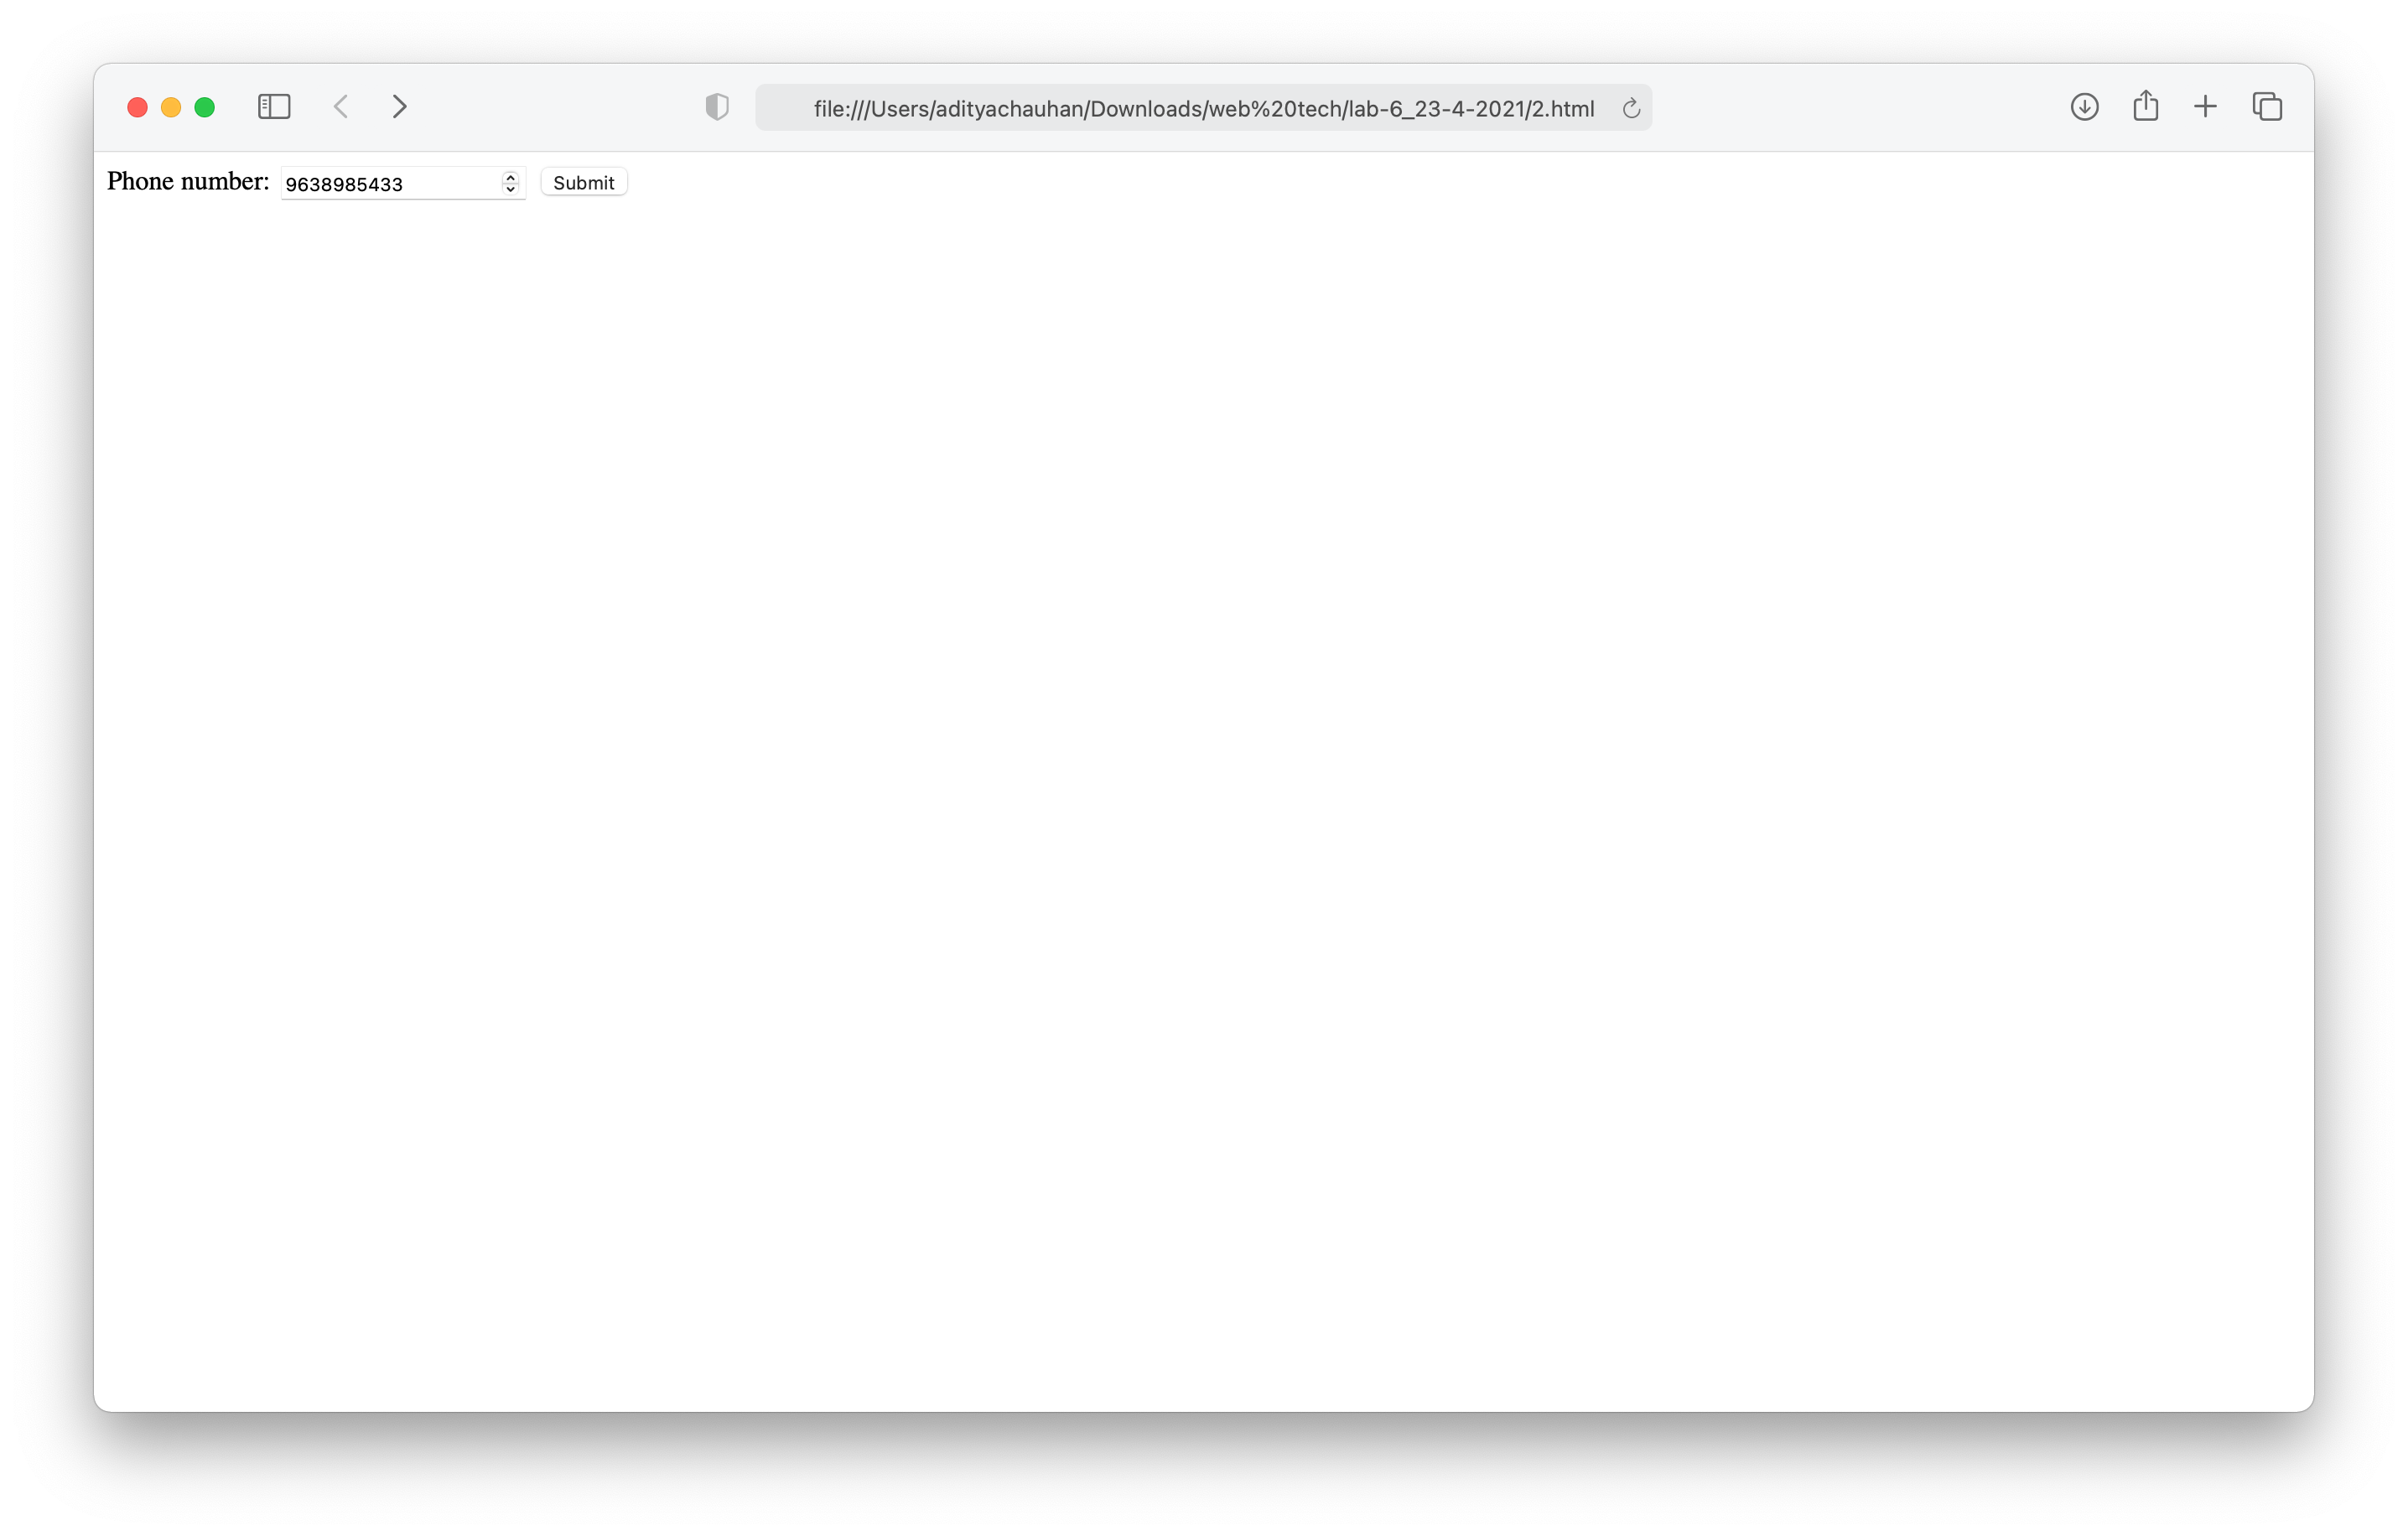 file:///Users/adityachauhan/Downloads/web%20tech/lab-6_23-4-2021/2.html
Phone number: 9638985433 Submit